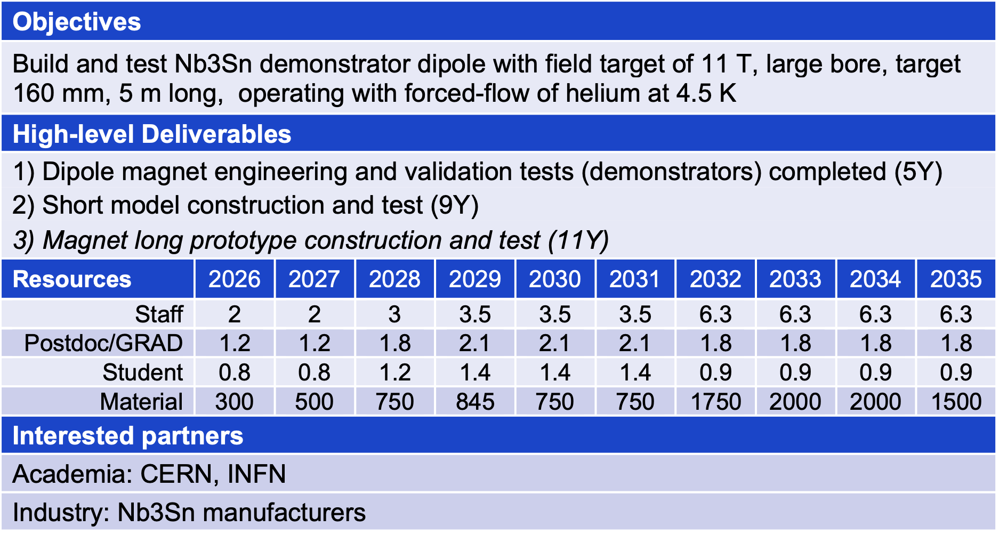 Objectives
Build and test Nb3Sn demonstrator dipole with field target of 11 T, large bore, target
160 mm, 5 m long,  operating with forced-flow of helium at 4.5 K
High-level Deliverables
1) Dipole magnet engineering and validation tests (demonstrators) completed (5Y)
2) Short model construction and test (9Y)
3) Magnet long prototype construction and test (11Y)
Resources 2026 2027 2028 2029 2030 2031 2032 2033 2034 2035
Staff 2 2 3 3.5 3.5 3.5 6.3 6.3 6.3 6.3
Postdoc/GRAD 1.2 1.2 1.8 2.1 2.1 2.1 1.8 1.8 1.8 1.8
Student 0.8 0.8 1.2 1.4 1.4 1.4 0.9 0.9 0.9 0.9
Material 300 500 750 845 750 750 1750 2000 2000 1500
Interested partners
Academia: CERN, INFN
Industry: Nb3Sn manufacturers